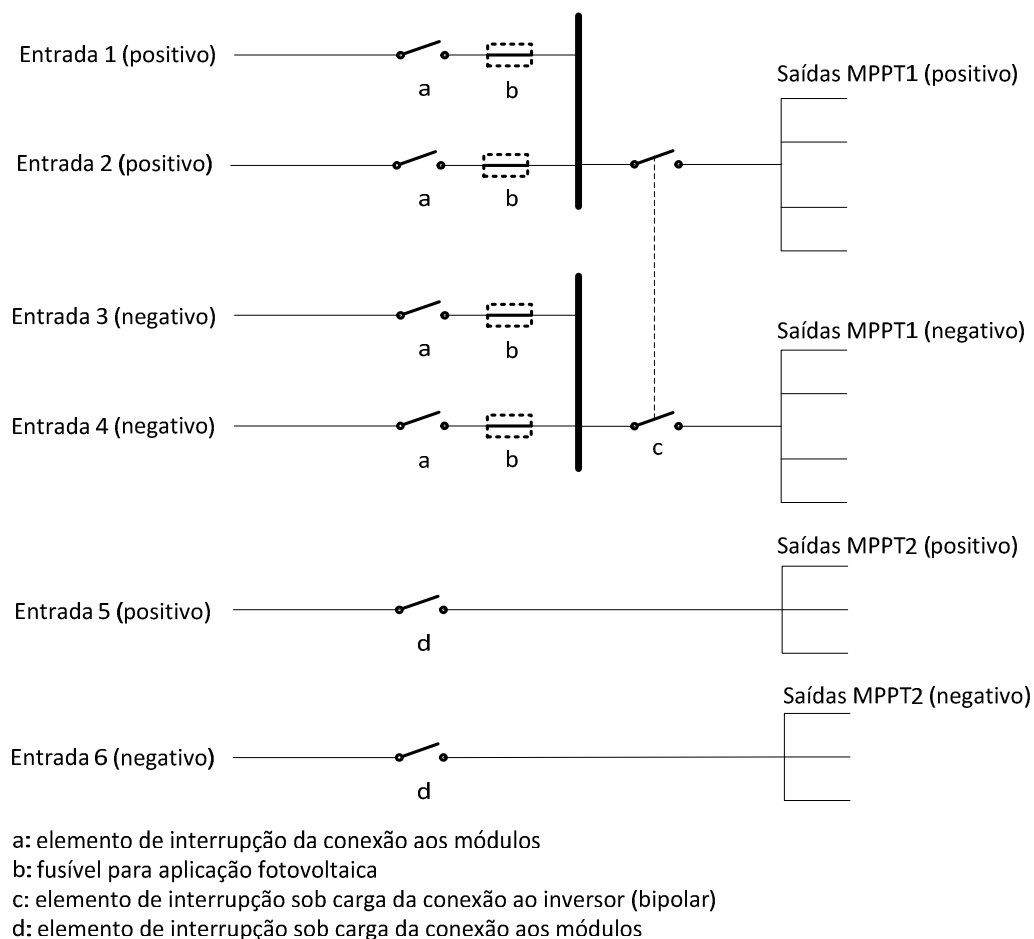 Entrada 1 (positivo)
a
b
Saídas MPPT1 (positivo)
Entrada 2 (positivo)
a
b
Entrada 3 (negativo)
a
b
Saídas MPPT1 (negativo)
Entrada 4 (negativo)
a
b
c
Saídas MPPT2 (positivo)
Entrada 5 (positivo)
d
Saídas MPPT2 (negativo)
Entrada 6 (negativo)
d
a: elemento de interrupção da conexão aos módulos
b: fusível para aplicação fotovoltaica
c: elemento de interrupção sob carga da conexão ao inversor (bipolar)
d: elemento de interrupção sob carga da conexão aos módulos